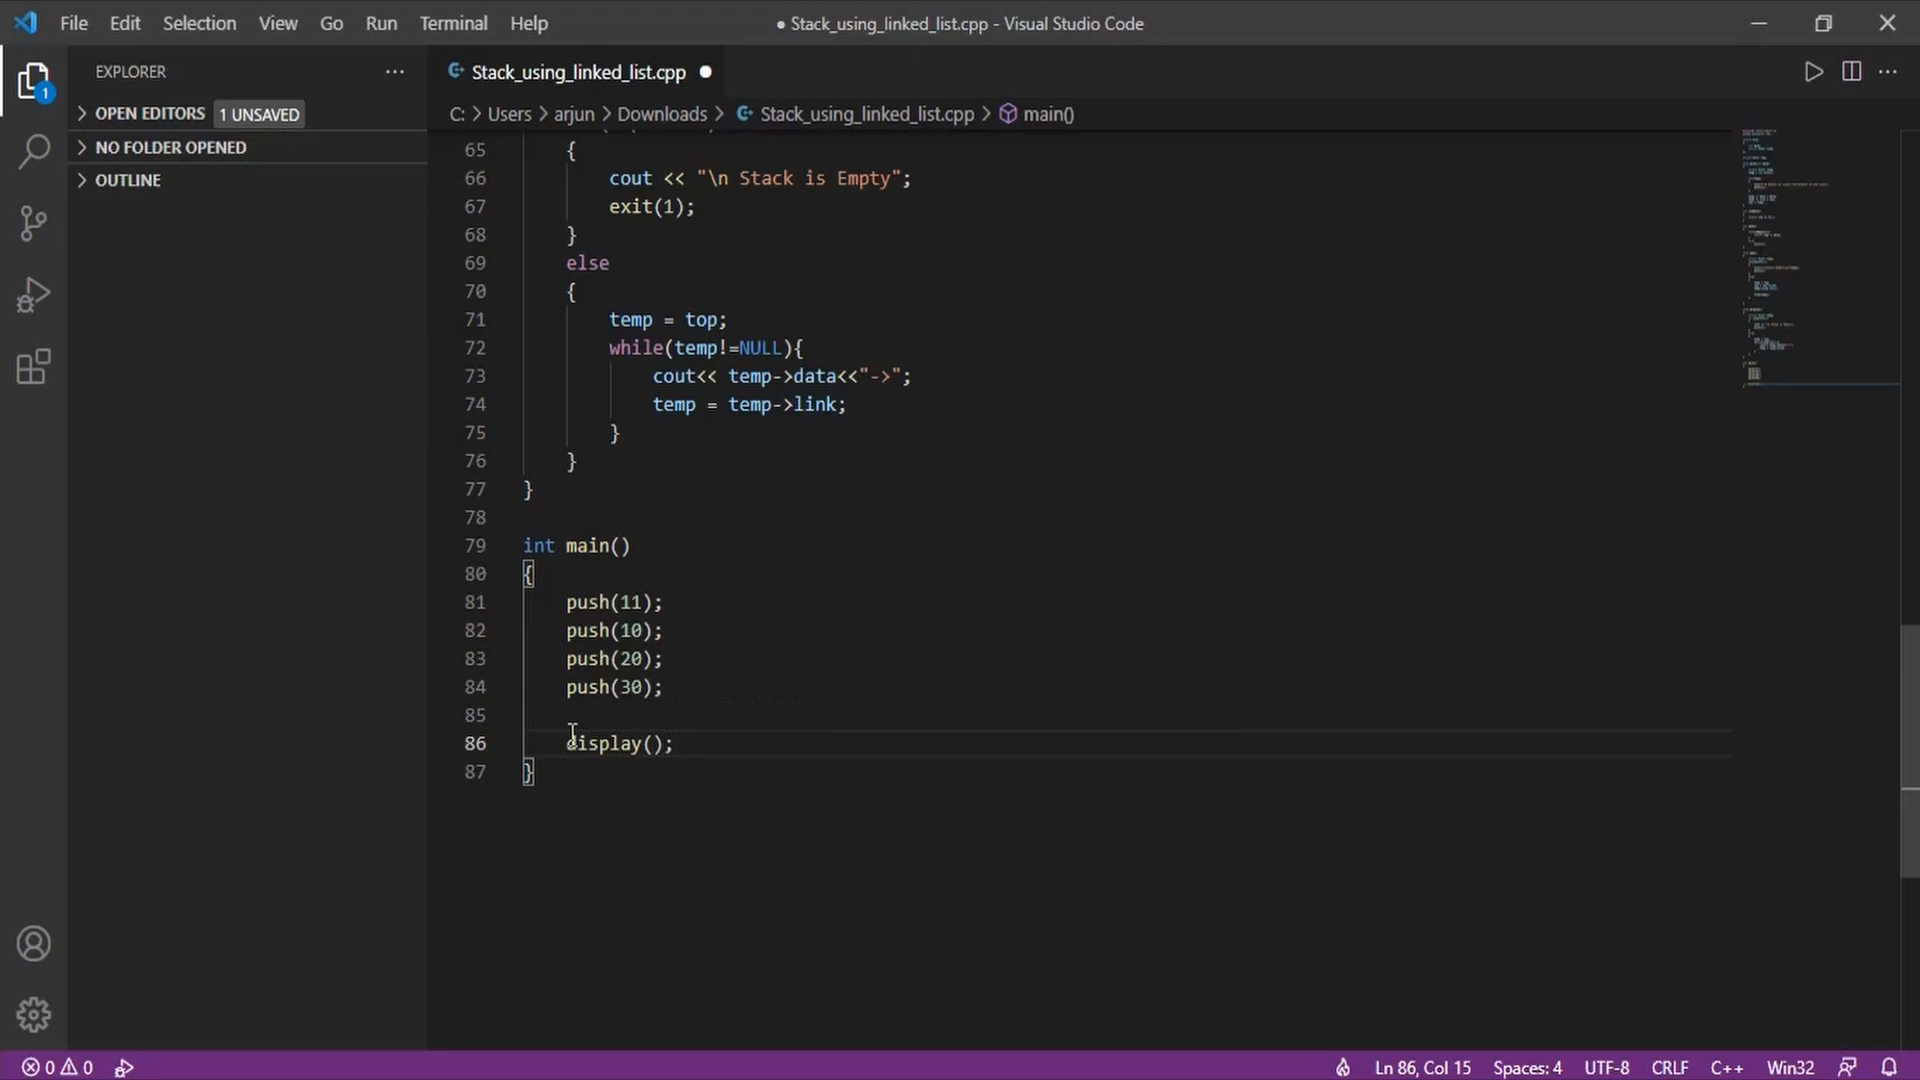 File Edit Selection View Go Run Terminal Help
● Stack_using_linked_list.cpp - Visual Studio Code
EXPLORER
OPEN EDITORS 1 UNSAVED
NO FOLDER OPENED
OUTLINE
1
Stack_using_linked_list.cpp ●
C: > Users > arjun > Downloads > Stack_using_linked_list.cpp > main()
65 {
66 cout << "\n Stack is Empty";
67 exit(1);
68 }
69 else
70 {
71 temp = top;
72 while(temp!=NULL){
73 cout<< temp->data<<"->";
74 temp = temp->link;
75 }
76 }
77 }
78
79 int main()
80 {
81 push(11);
82 push(10);
83 push(20);
84 push(30);
85
86 display();
87 }
0 0 Ln 86, Col 15 Spaces: 4 UTF-8 CRLF C++ Win32